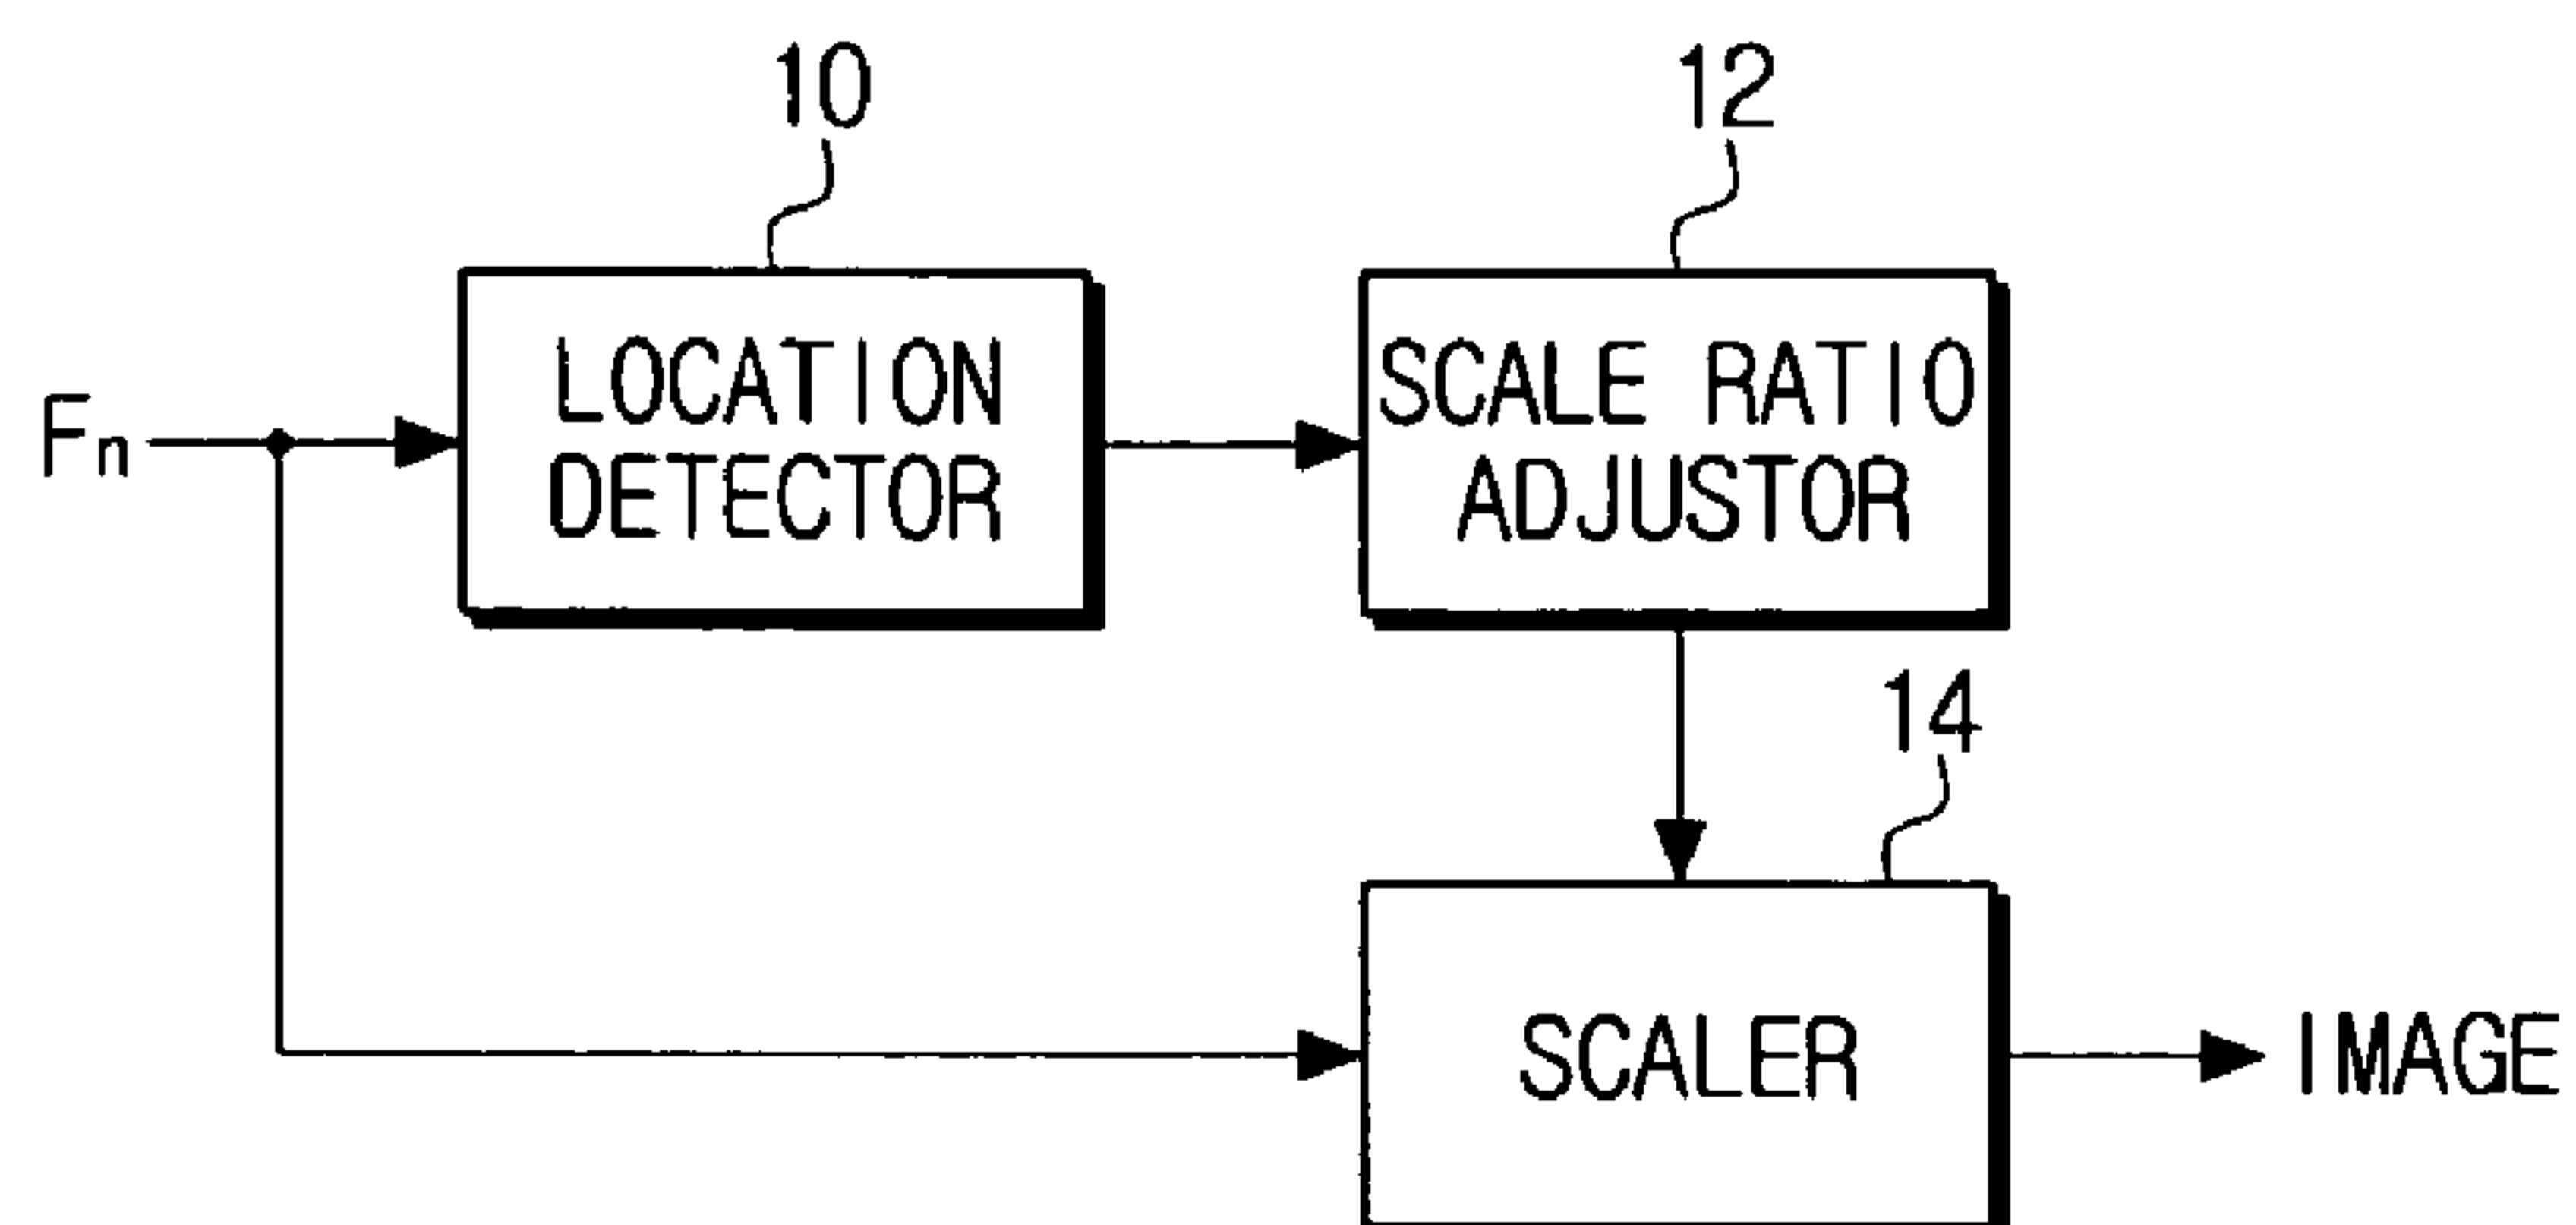 10
12
Fn
LOCATION
DETECTOR
SCALE RATIO
ADJUSTOR
14
SCALER
IMAGE